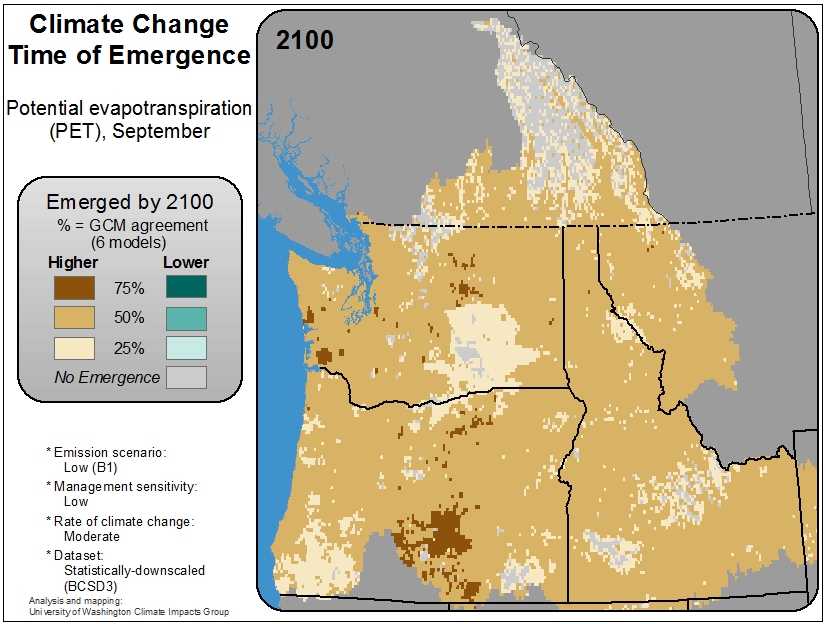 Climate Change
Time of Emergence
Potential evapotranspiration
(PET), September
2100
Emerged by 2100
% = GCM agreement
(6 models)
Higher Lower
75%
50%
25%
No Emergence
* Emission scenario:
Low (B1)
* Management sensitivity:
Low
* Rate of climate change:
Moderate
* Dataset:
Statistically-downscaled
(BCSD3)
Analysis and mapping:
University of Washington Climate Impacts Group